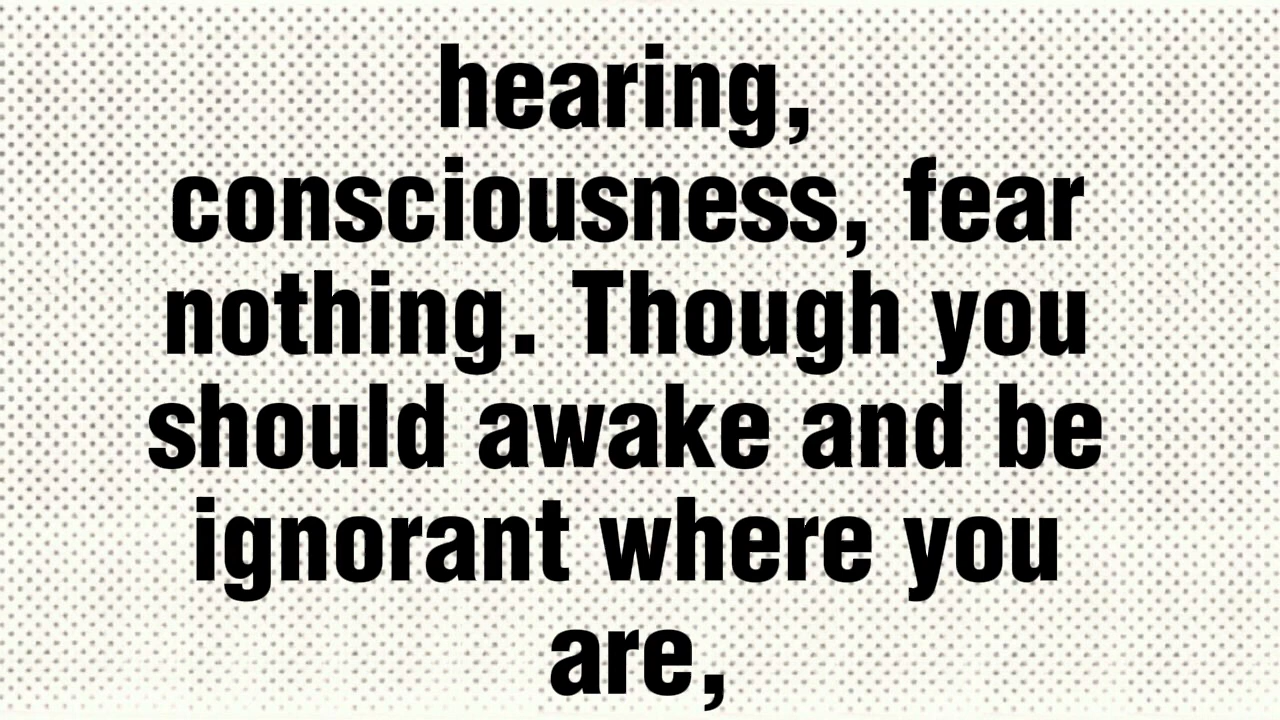 hearing,
consciousness, fear
nothing. Though you
should awake and be
ignorant where you
are,